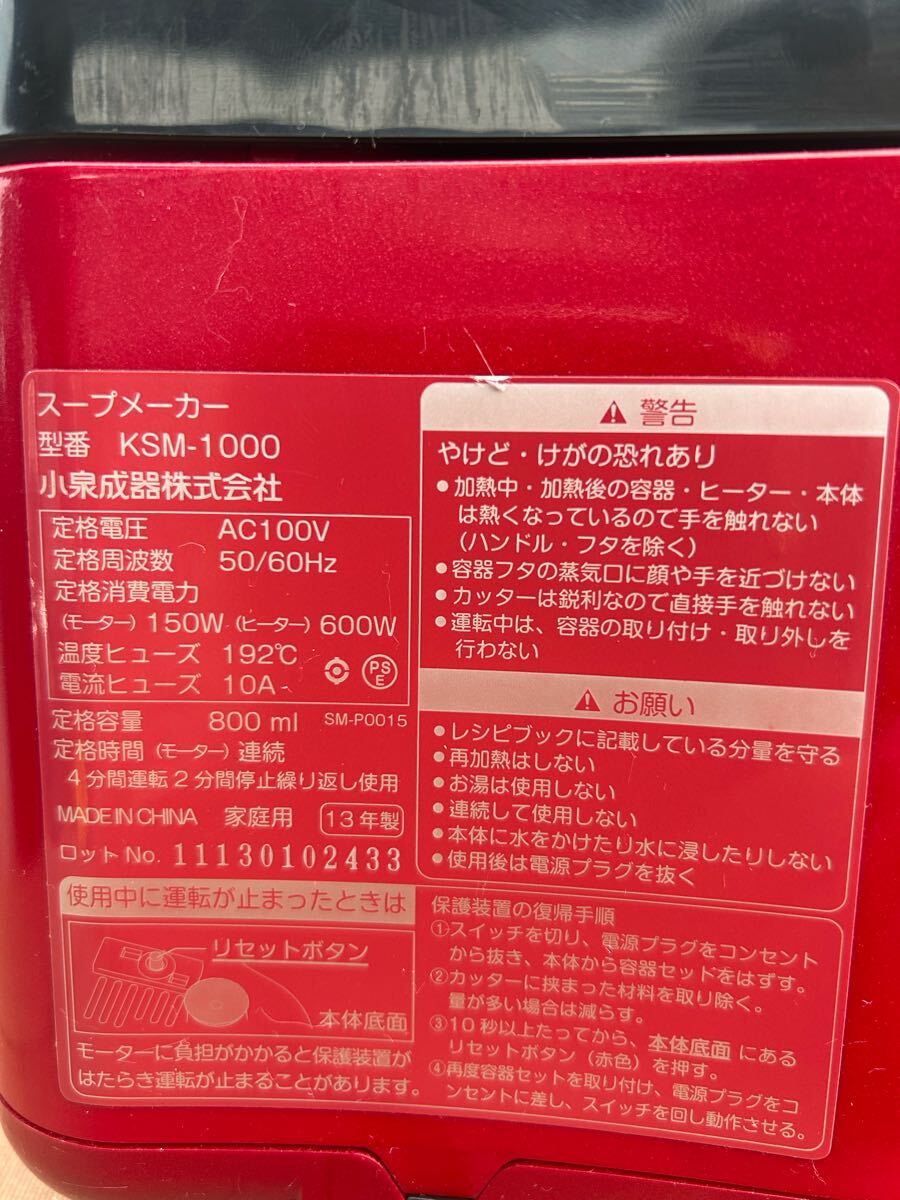 スープメーカー
型番 KSM-1000
小泉成器株式会社
定格電圧 AC100V
定格周波数 50/60Hz
定格消費電力
(モーター) 150W (ヒーター) 600W
温度ヒューズ 192℃
電流ヒューズ 10A
PS
E
定格容量 800 ml SM-P0015
定格時間 (モーター) 連続
4分間運転2分間停止繰り返し使用
MADE IN CHINA 家庭用 13年製
ロットNo. 11130102433
使用中に運転が止まったときは
リセットボタン
本体底面
モーターに負担がかかると保護装置が
はたらき運転が止まることがあります。
警告
やけど・けがの恐れあり
●加熱中・加熱後の容器・ヒーター・本体
は熱くなっているので手を触れない
(ハンドル・フタを除く)
●容器フタの蒸気口に顔や手を近づけない
●カッターは鋭利なので直接手を触れない
●運転中は、容器の取り付け・取り外しを
行わない
お願い
●レシピブックに記載している分量を守る
●再加熱はしない
●お湯は使用しない
●連続して使用しない
●本体に水をかけたり水に浸したりしない
●使用後は電源プラグを抜く
保護装置の復帰手順
①スイッチを切り、電源プラグをコンセント
から抜き、本体から容器セットをはずす。
②カッターに挟まった材料を取り除く。
量が多い場合は減らす。
③10秒以上たってから、本体底面 にある
リセットボタン(赤色)を押す。
④再度容器セットを取り付け、電源プラグをコ
ンセントに差し、スイッチを回し動作させる。